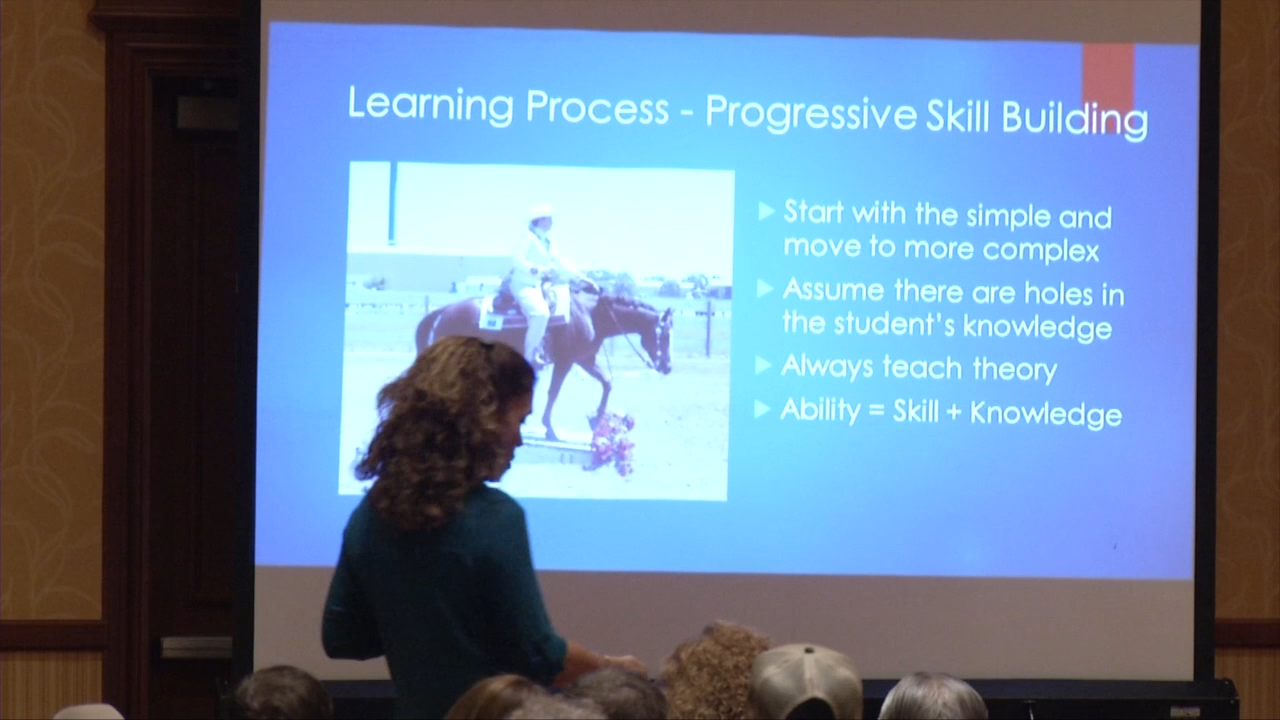 Learning Process - Progressive Skill Building
Start with the simple and
move to more complex
Assume there are holes in
the student's knowledge
Always teach theory
Ability = Skill + Knowledge